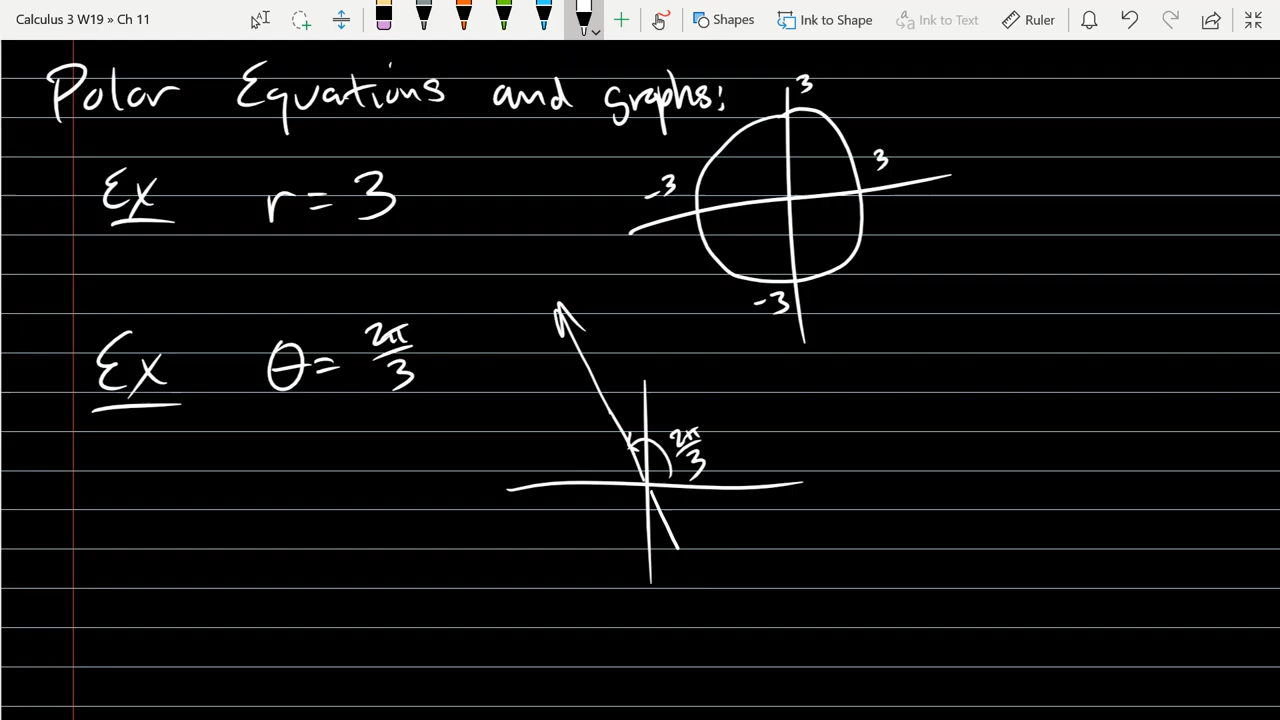 Calculus 3 W19 » Ch 11
Shapes
Ink to Shape
Ink to Text
Ruler
Polar Equations and graphs:
3
3
-3
-3
Ex r = 3
Ex θ = 2π/3
2π/3